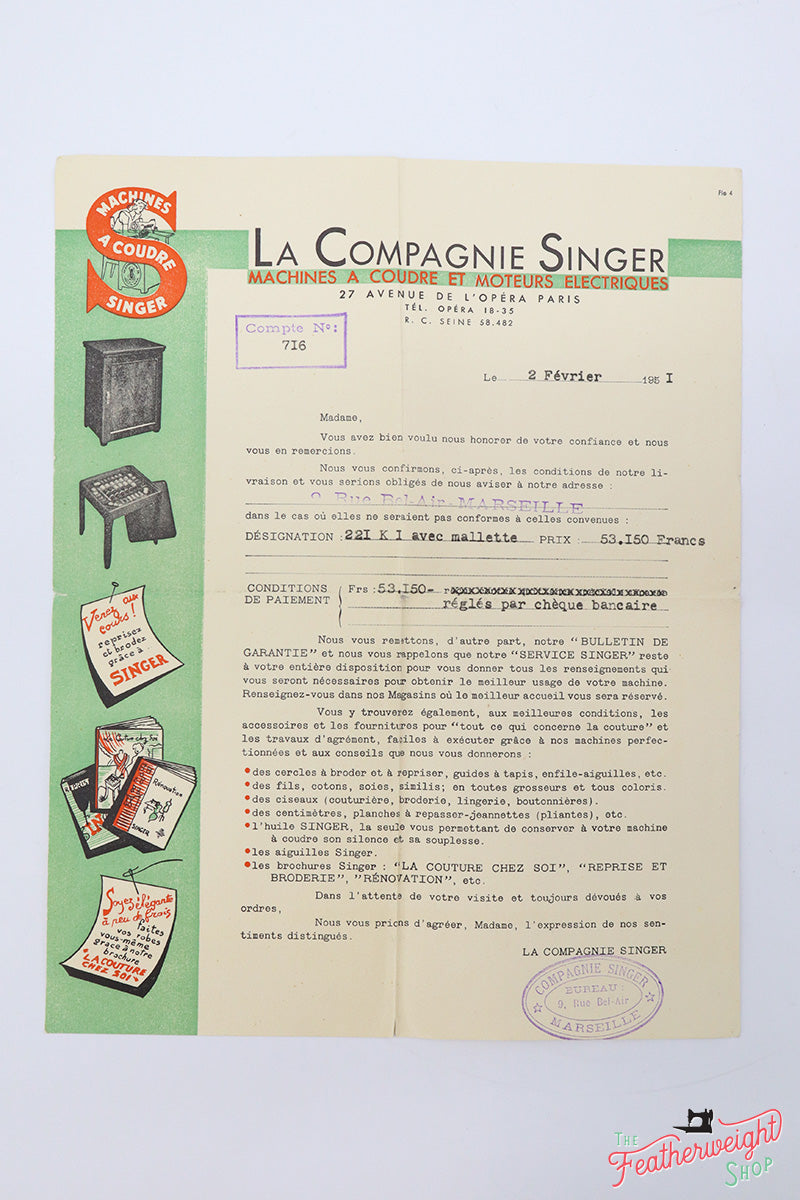 Fie 4
MACHINES
A COUDRE
SINGER
LA COMPAGNIE SINGER
MACHINES A COUDRE ET MOTEURS ELECTRIQUES
27 AVENUE DE L'OPÉRA PARIS
TÉL. OPÉRA 18-35
R. C. SEINE 58.482
Compte No:
7I6
Le 2 Février 195I
Madame,
Vous avez bien voulu nous honorer de votre confiance et nous
vous en remercions.
Nous vous confirmons, ci-après, les conditions de notre li-
vraison et vous serions obligés de nous aviser à notre adresse :
9 Rue Bel-Air-MARSEILLE
dans le cas où elles ne seraient pas conformes à celles convenues :
DÉSIGNATION : 22I K I avec mallette PRIX : 53.I50 Francs
CONDITIONS
DE PAIEMENT
Frs : 53.I50-
réglés par chèque bancaire
Nous vous remettons, d'autre part, notre "BULLETIN DE
GARANTIE" et nous vous rappelons que notre "SERVICE SINGER" reste
à votre entière disposition pour vous donner tous les renseignements qui
vous seront nécessaires pour obtenir le meilleur usage de votre machine.
Renseignez-vous dans nos Magasins où le meilleur accueil vous sera réservé.
Vous y trouverez également, aux meilleures conditions, les
accessoires et les fournitures pour "tout ce qui concerne la couture" et
les travaux d'agrément, faciles à exécuter grâce à nos machines perfec-
tionnées et aux conseils que nous vous donnerons :
•des cercles à broder et à repriser, guides à tapis, enfile-aiguilles, etc.
•des fils, cotons, soies, similis; en toutes grosseurs et tous coloris.
•des ciseaux (couturière, broderie, lingerie, boutonnières).
•des centimètres, planches à repasser-jeannettes (pliantes), etc.
•l'huile SINGER, la seule vous permettant de conserver à votre machine
à coudre son silence et sa souplesse.
•les aiguilles Singer.
•les brochures Singer : "LA COUTURE CHEZ SOI", "REPRISE ET
BRODERIE", "RÉNOVATION", etc.
Dans l'attente de votre visite et toujours dévoués à vos
ordres,
Nous vous prions d'agréer, Madame, l'expression de nos sen-
timents distingués.
LA COMPAGNIE SINGER
COMPAGNIE SINGER
BUREAU :
9, Rue Bel-Air
MARSEILLE
Venez aux
cours !
reprisez
et brodez
grâce à
SINGER
La Couture chez soi
Rénovation
SINGER
Soyez élégante
à peu de frais
faites
vos robes
vous-même
grâce à notre
brochure
"LA COUTURE
CHEZ SOI"
THE
Featherweight
SHOP